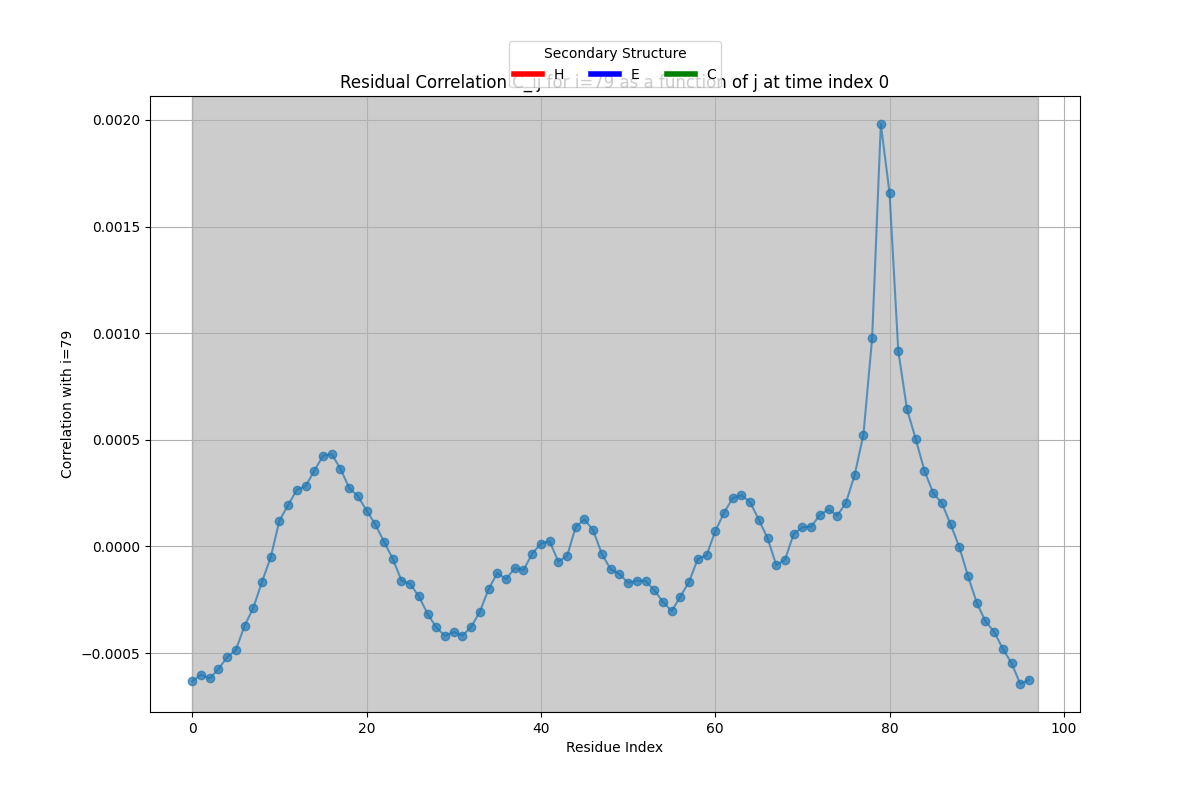 Secondary Structure
H E C
Residual Correlation C_ij for i=79 as a function of j at time index 0
0.0020
0.0015
0.0010
0.0005
0.0000
−0.0005
Correlation with i=79
0 20 40 60 80 100
Residue Index